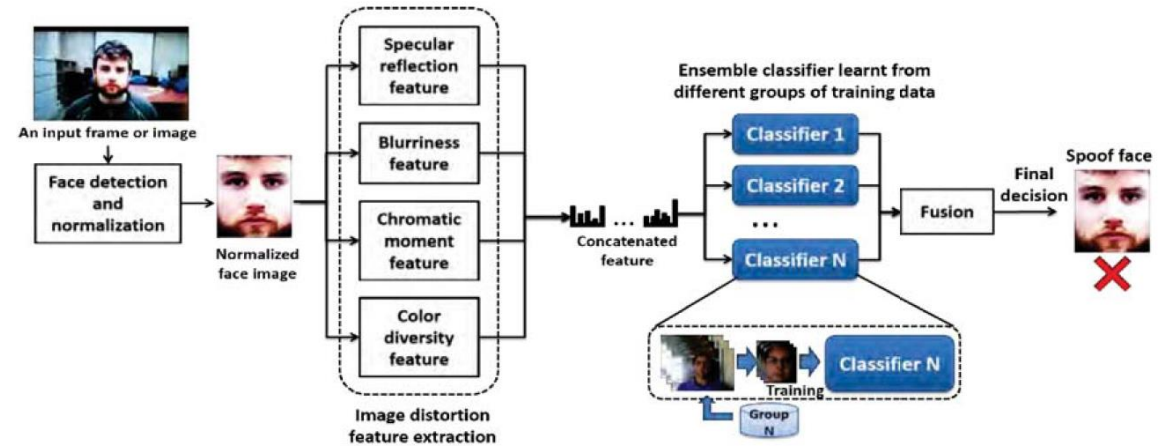 An input frame or image
Face detection
and
normalization
Normalized
face image
Specular
reflection
feature
Blurriness
feature
Chromatic
moment
feature
Color
diversity
feature
Image distortion
feature extraction
...
Concatenated
feature
Ensemble classifier learnt from
different groups of training data
Classifier 1
Classifier 2
...
Classifier N
Training
Classifier N
Group
N
Fusion
Final
decision
Spoof face